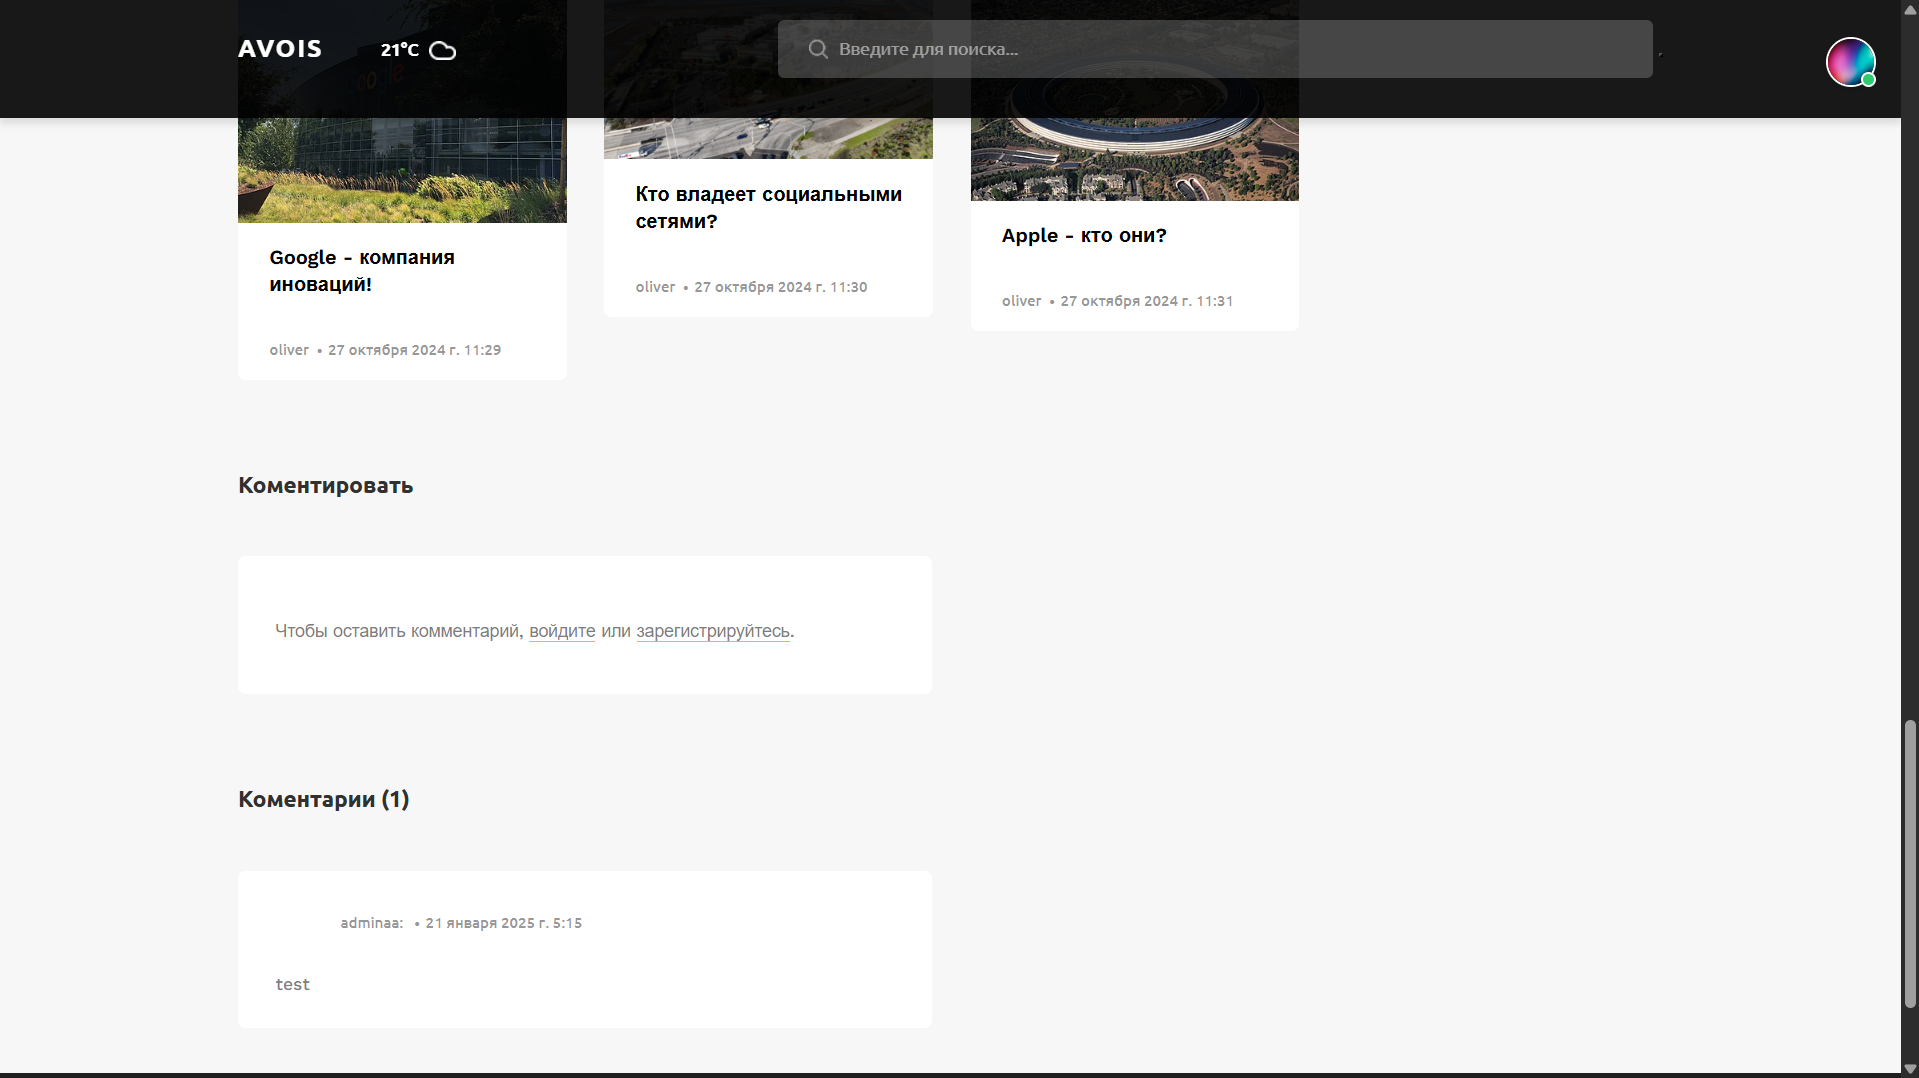 AVOIS
21°C
Введите для поиска...
Google - компания
иноваций!
oliver • 27 октября 2024 г. 11:29
Кто владеет социальными
сетями?
oliver • 27 октября 2024 г. 11:30
Apple - кто они?
oliver • 27 октября 2024 г. 11:31
Коментировать
Чтобы оставить комментарий, войдите или зарегистрируйтесь.
Коментарии (1)
adminaa: • 21 января 2025 г. 5:15
test